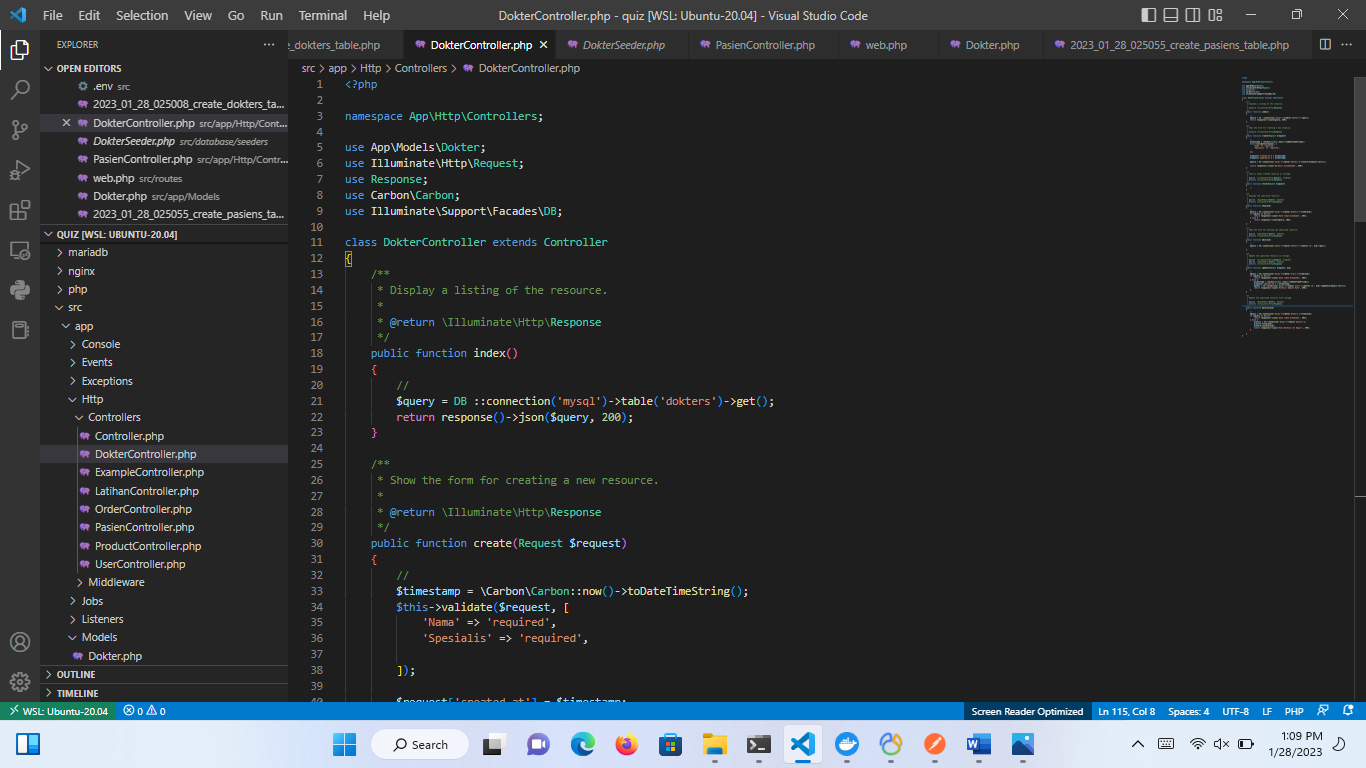 File Edit Selection View Go Run Terminal Help
DokterController.php - quiz [WSL: Ubuntu-20.04] - Visual Studio Code
EXPLORER
e_dokters_table.php DokterController.php DokterSeeder.php PasienController.php web.php Dokter.php 2023_01_28_025055_create_pasiens_table.php
src > app > Http > Controllers > DokterController.php
OPEN EDITORS
.env src
2023_01_28_025008_create_dokters_ta...
DokterController.php src/app/Http/Cont...
DokterSeeder.php src/database/seeders
PasienController.php src/app/Http/Contr...
web.php src/routes
Dokter.php src/app/Models
2023_01_28_025055_create_pasiens_ta...
QUIZ [WSL: UBUNTU-20.04]
mariadb
nginx
php
src
app
Console
Events
Exceptions
Http
Controllers
Controller.php
DokterController.php
ExampleController.php
LatihanController.php
OrderController.php
PasienController.php
ProductController.php
UserController.php
Middleware
Jobs
Listeners
Models
Dokter.php
OUTLINE
TIMELINE
1 <?php
2
3 namespace App\Http\Controllers;
4
5 use App\Models\Dokter;
6 use Illuminate\Http\Request;
7 use Response;
8 use Carbon\Carbon;
9 use Illuminate\Support\Facades\DB;
10
11 class DokterController extends Controller
12 {
13 /**
14 * Display a listing of the resource.
15 *
16 * @return \Illuminate\Http\Response
17 */
18 public function index()
19 {
20 //
21 $query = DB ::connection('mysql')->table('dokters')->get();
22 return response()->json($query, 200);
23 }
24
25 /**
26 * Show the form for creating a new resource.
27 *
28 * @return \Illuminate\Http\Response
29 */
30 public function create(Request $request)
31 {
32 //
33 $timestamp = \Carbon\Carbon::now()->toDateTimeString();
34 $this->validate($request, [
35 'Nama' => 'required',
36 'Spesialis' => 'required',
37
38 ]);
39
40 $request['created_at'] = $timestamp;
WSL: Ubuntu-20.04 0 0 Screen Reader Optimized Ln 115, Col 8 Spaces: 4 UTF-8 LF PHP
Search
1:09 PM
1/28/2023